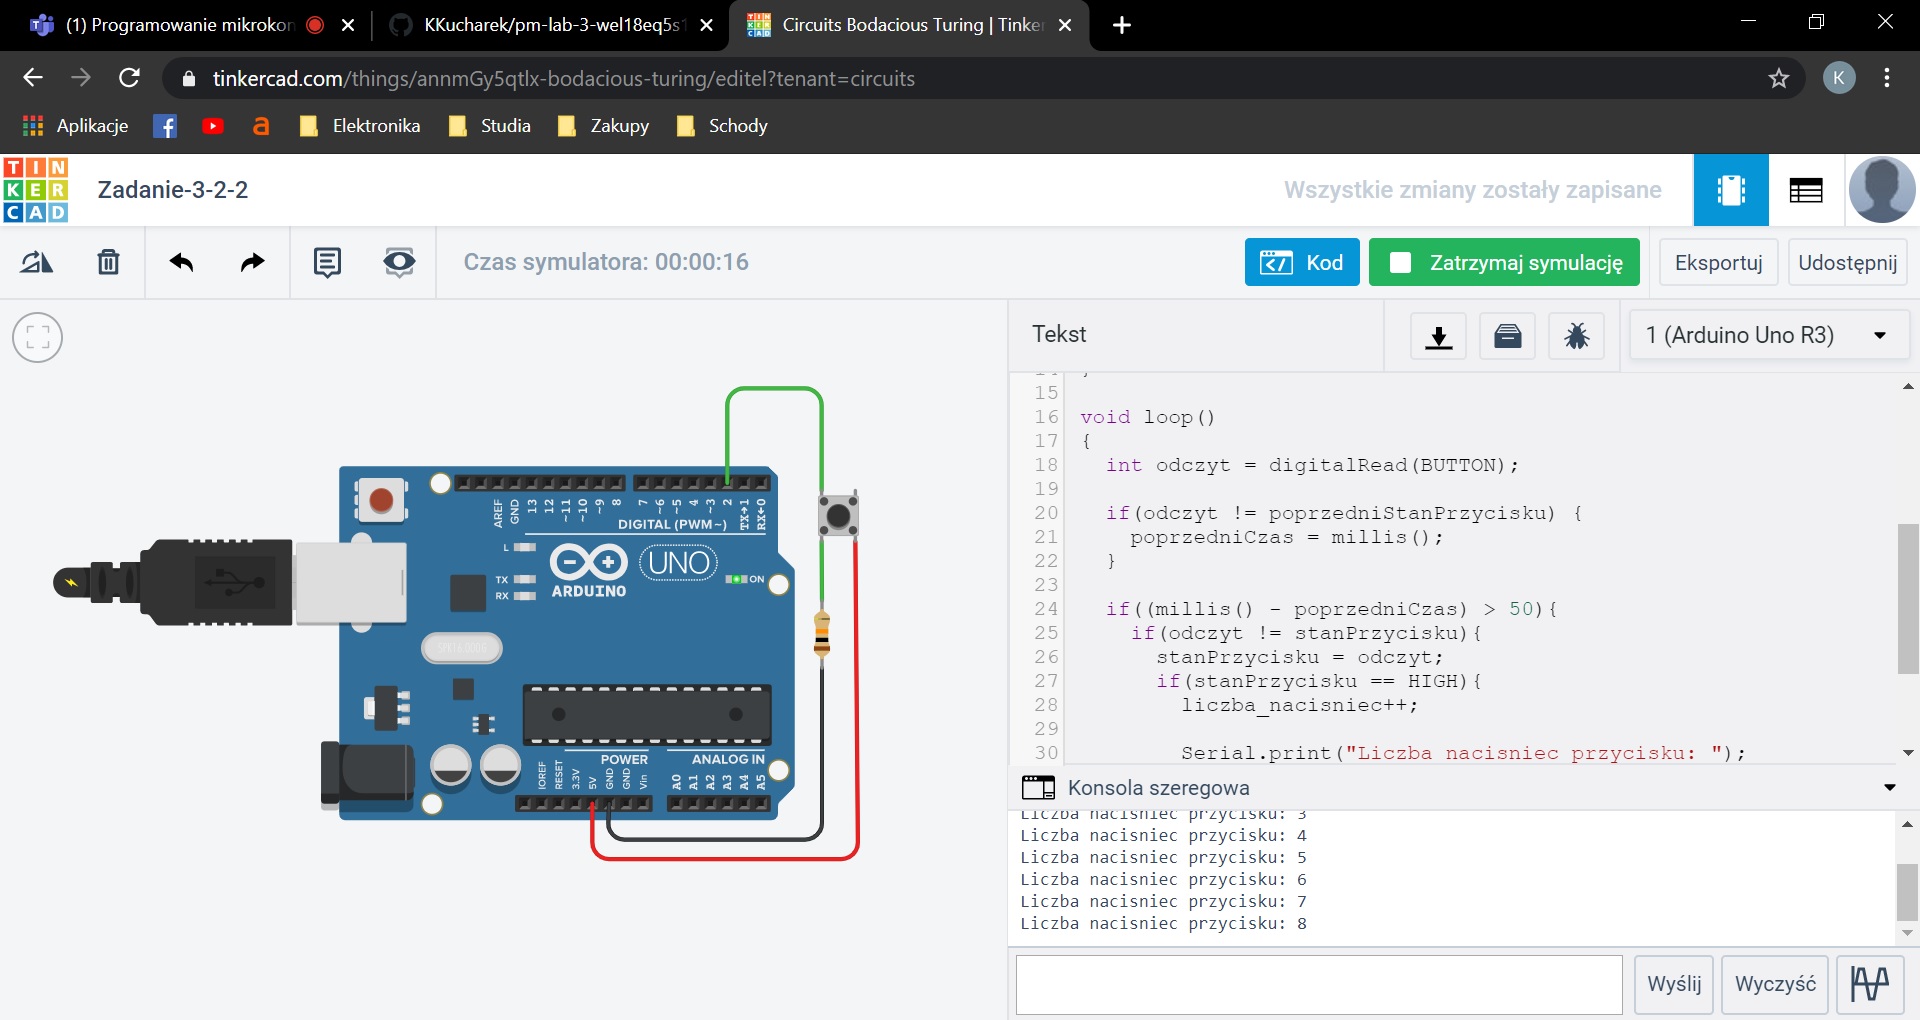 (1) Programowanie mikrokon
KKucharek/pm-lab-3-wel18eq5s1
Circuits Bodacious Turing | Tinker
tinkercad.com/things/annmGy5qtlx-bodacious-turing/editel?tenant=circuits
K
Aplikacje
Elektronika
Studia
Zakupy
Schody
TINKERCAD
Zadanie-3-2-2
Wszystkie zmiany zostały zapisane
Czas symulatora: 00:00:16
Kod
Zatrzymaj symulację
Eksportuj
Udostępnij
Tekst
1 (Arduino Uno R3)
15
16 void loop()
17 {
18 int odczyt = digitalRead(BUTTON);
19
20 if(odczyt != poprzedniStanPrzycisku) {
21 poprzedniCzas = millis();
22 }
23
24 if((millis() - poprzedniCzas) > 50){
25 if(odczyt != stanPrzycisku){
26 stanPrzycisku = odczyt;
27 if(stanPrzycisku == HIGH){
28 liczba_nacisniec++;
29
30 Serial.print("Liczba nacisniec przycisku: ");
AREF
GND
13
12
~11
~10
~9
8
7
~6
~5
4
~3
2
TX→1
RX←0
DIGITAL (PWM~)
L
TX
RX
ARDUINO
UNO
ON
POWER
ANALOG IN
IOREF
RESET
3.3V
5V
GND
GND
Vin
A0
A1
A2
A3
A4
A5
Konsola szeregowa
Liczba nacisniec przycisku: 3
Liczba nacisniec przycisku: 4
Liczba nacisniec przycisku: 5
Liczba nacisniec przycisku: 6
Liczba nacisniec przycisku: 7
Liczba nacisniec przycisku: 8
Wyślij
Wyczyść